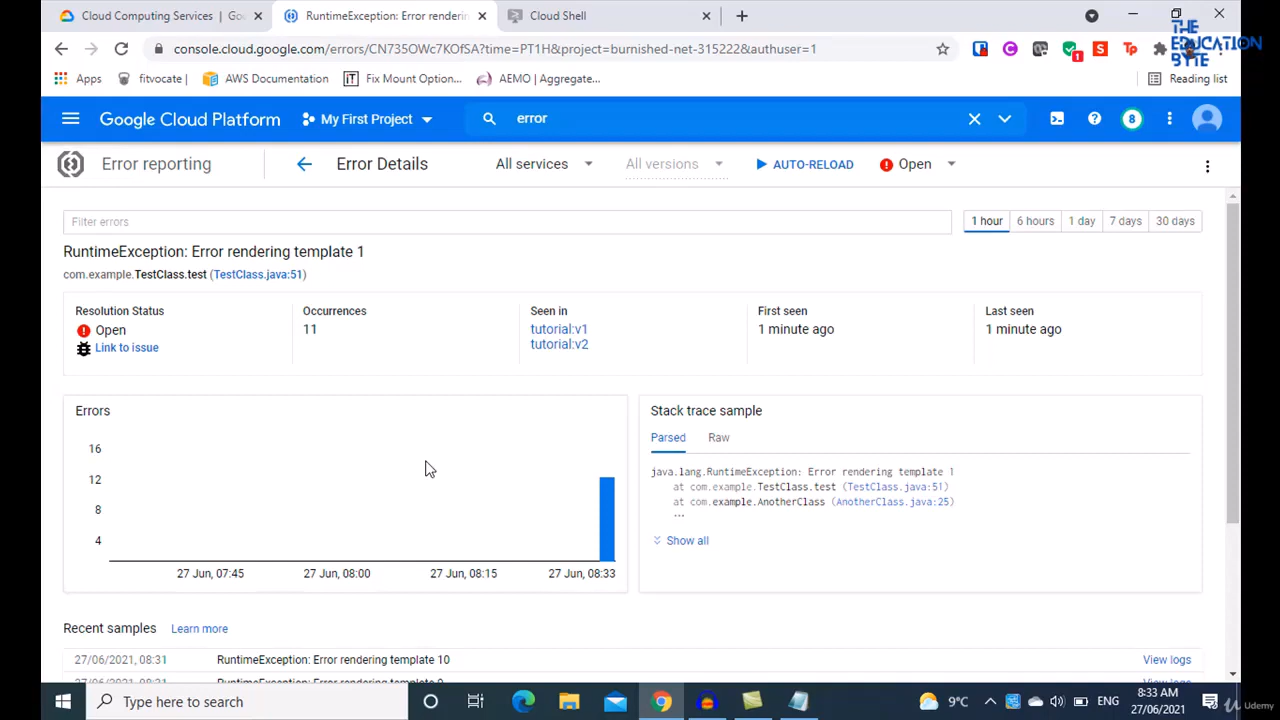 Cloud Computing Services | Go
RuntimeException: Error renderin
Cloud Shell
console.cloud.google.com/errors/CN735OWc7KOfSA?time=PT1H&project=burnished-net-315222&authuser=1
THE EDUCATION BYTE
Apps
fitvocate
AWS Documentation
Fix Mount Option...
AEMO | Aggregate...
Reading list
Google Cloud Platform
My First Project
error
8
Error reporting
Error Details
All services
All versions
AUTO-RELOAD
Open
Filter errors
1 hour
6 hours
1 day
7 days
30 days
RuntimeException: Error rendering template 1
com.example.TestClass.test (TestClass.java:51)
Resolution Status
Open
Link to issue
Occurrences
11
Seen in
tutorial:v1
tutorial:v2
First seen
1 minute ago
Last seen
1 minute ago
Errors
16
12
8
4
27 Jun, 07:45
27 Jun, 08:00
27 Jun, 08:15
27 Jun, 08:33
Stack trace sample
Parsed
Raw
java.lang.RuntimeException: Error rendering template 1
at com.example.TestClass.test (TestClass.java:51)
at com.example.AnotherClass (AnotherClass.java:25)
...
Show all
Recent samples
Learn more
27/06/2021, 08:31
RuntimeException: Error rendering template 10
View logs
Type here to search
9°C
ENG
8:33 AM
27/06/2021
Udemy